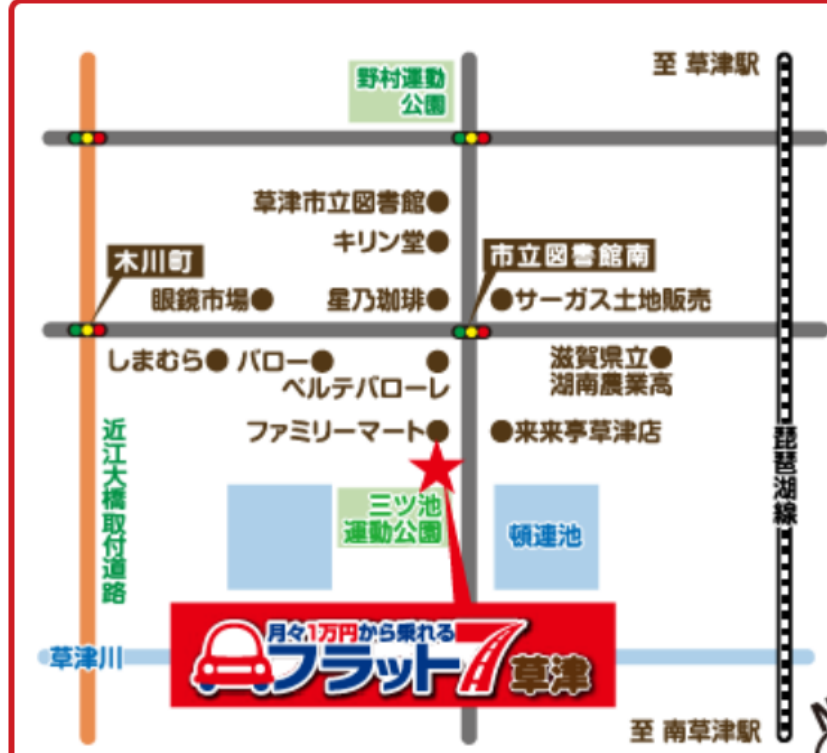 至 草津駅
野村運動
公園
草津市立図書館
キリン堂
木川町
市立図書館南
眼鏡市場
星乃珈琲
サーガス土地販売
しまむら
バロー
ベルテバローレ
滋賀県立
湖南農業高
ファミリーマート
来来亭草津店
近江大橋取付道路
琵琶湖線
三ツ池
運動公園
頓連池
月々1万円から乗れる
フラット7
草津
草津川
至 南草津駅